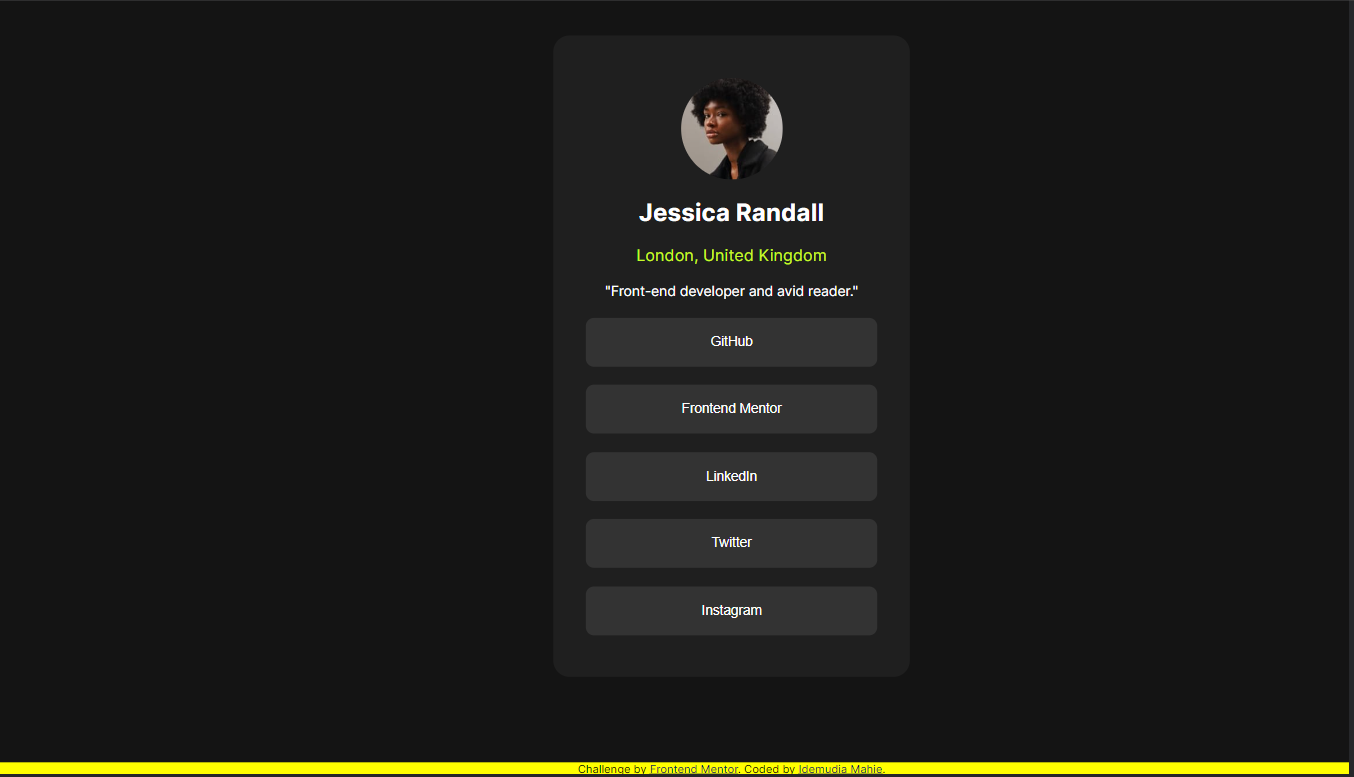 Jessica Randall
London, United Kingdom
"Front-end developer and avid reader."
GitHub
Frontend Mentor
LinkedIn
Twitter
Instagram
Challenge by Frontend Mentor. Coded by Idemudia Mahie.